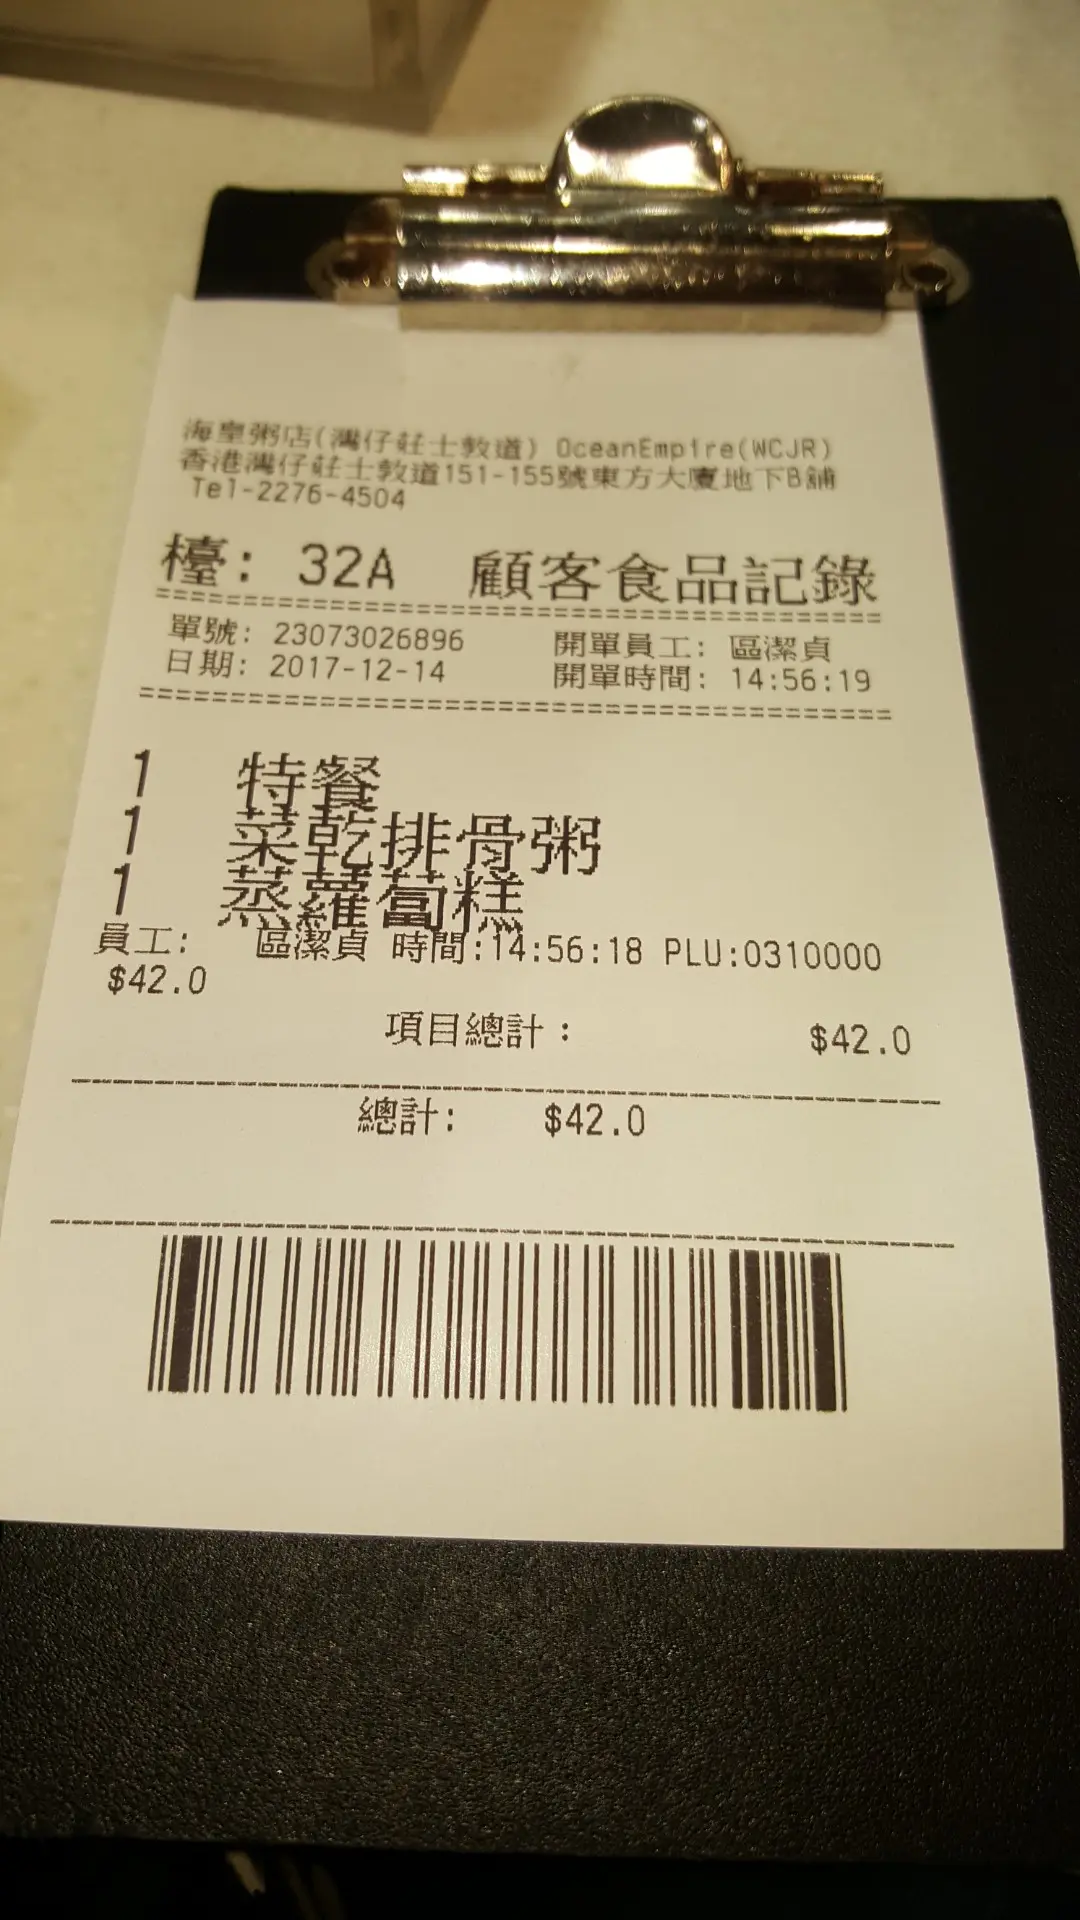 海皇粥店(灣仔莊士敦道) OceanEmpire(WCJR)
香港灣仔莊士敦道151-155號東方大廈地下B舖
Tel-2276-4504
檯: 32A 顧客食品記錄
單號: 23073026896 開單員工: 區潔貞
日期: 2017-12-14 開單時間: 14:56:19
1 特餐
1 菜乾排骨粥
1 蒸蘿蔔糕
員工: 區潔貞 時間:14:56:18 PLU:0310000
$42.0
項目總計: $42.0
總計: $42.0